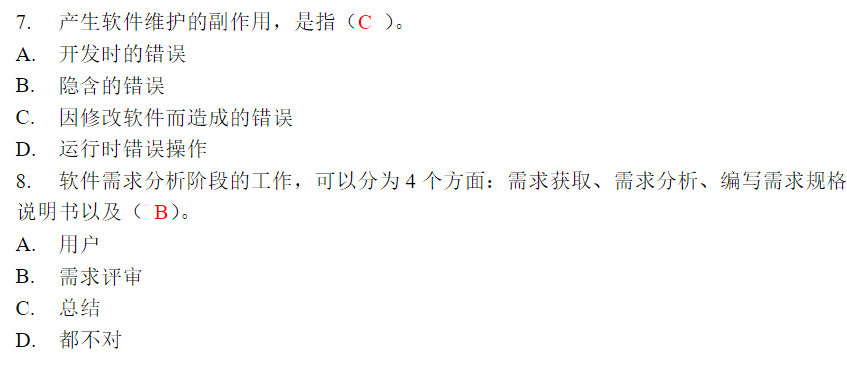 7. 产生软件维护的副作用，是指（C ）。
A. 开发时的错误
B. 隐含的错误
C. 因修改软件而造成的错误
D. 运行时错误操作
8. 软件需求分析阶段的工作，可以分为 4 个方面：需求获取、需求分析、编写需求规格
说明书以及（ B）。
A. 用户
B. 需求评审
C. 总结
D. 都不对